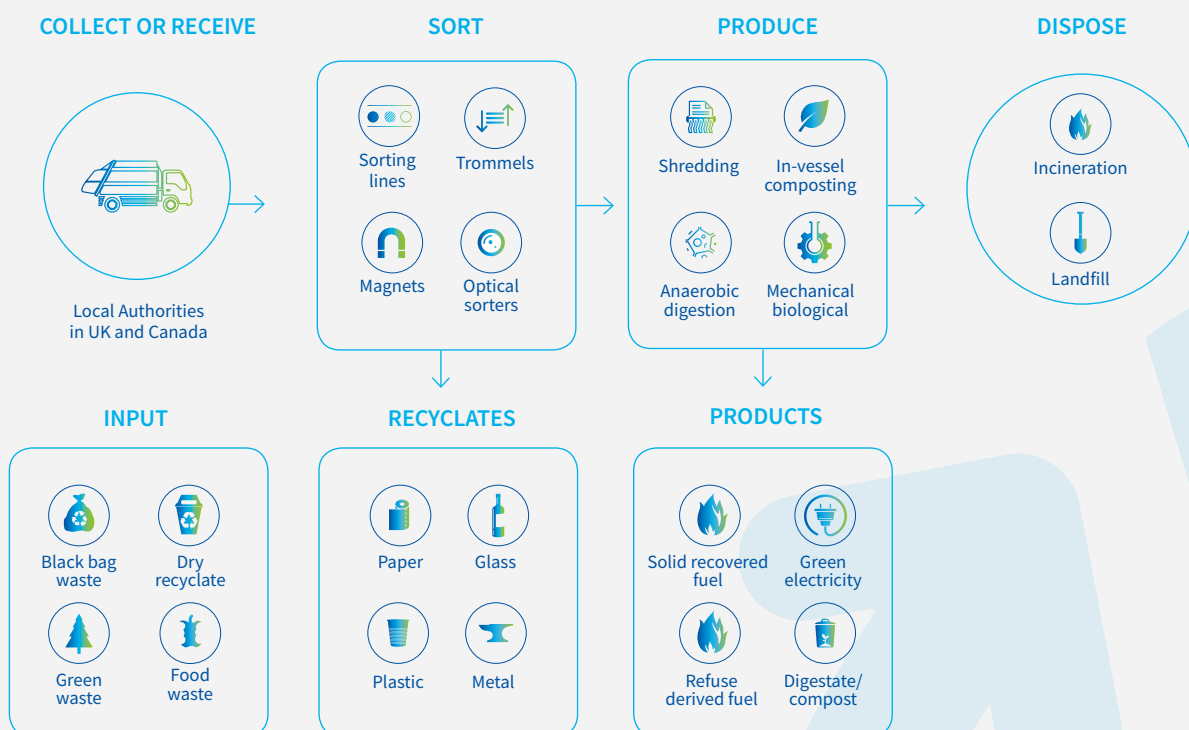 COLLECT OR RECEIVE
Local Authorities
in UK and Canada
SORT
Sorting
lines
Trommels
Magnets
Optical
sorters
PRODUCE
Shredding
In-vessel
composting
Anaerobic
digestion
Mechanical
biological
DISPOSE
Incineration
Landfill
INPUT
Black bag
waste
Dry
recyclate
Green
waste
Food
waste
RECYCLATES
Paper
Glass
Plastic
Metal
PRODUCTS
Solid recovered
fuel
Green
electricity
Refuse
derived fuel
Digestate/
compost